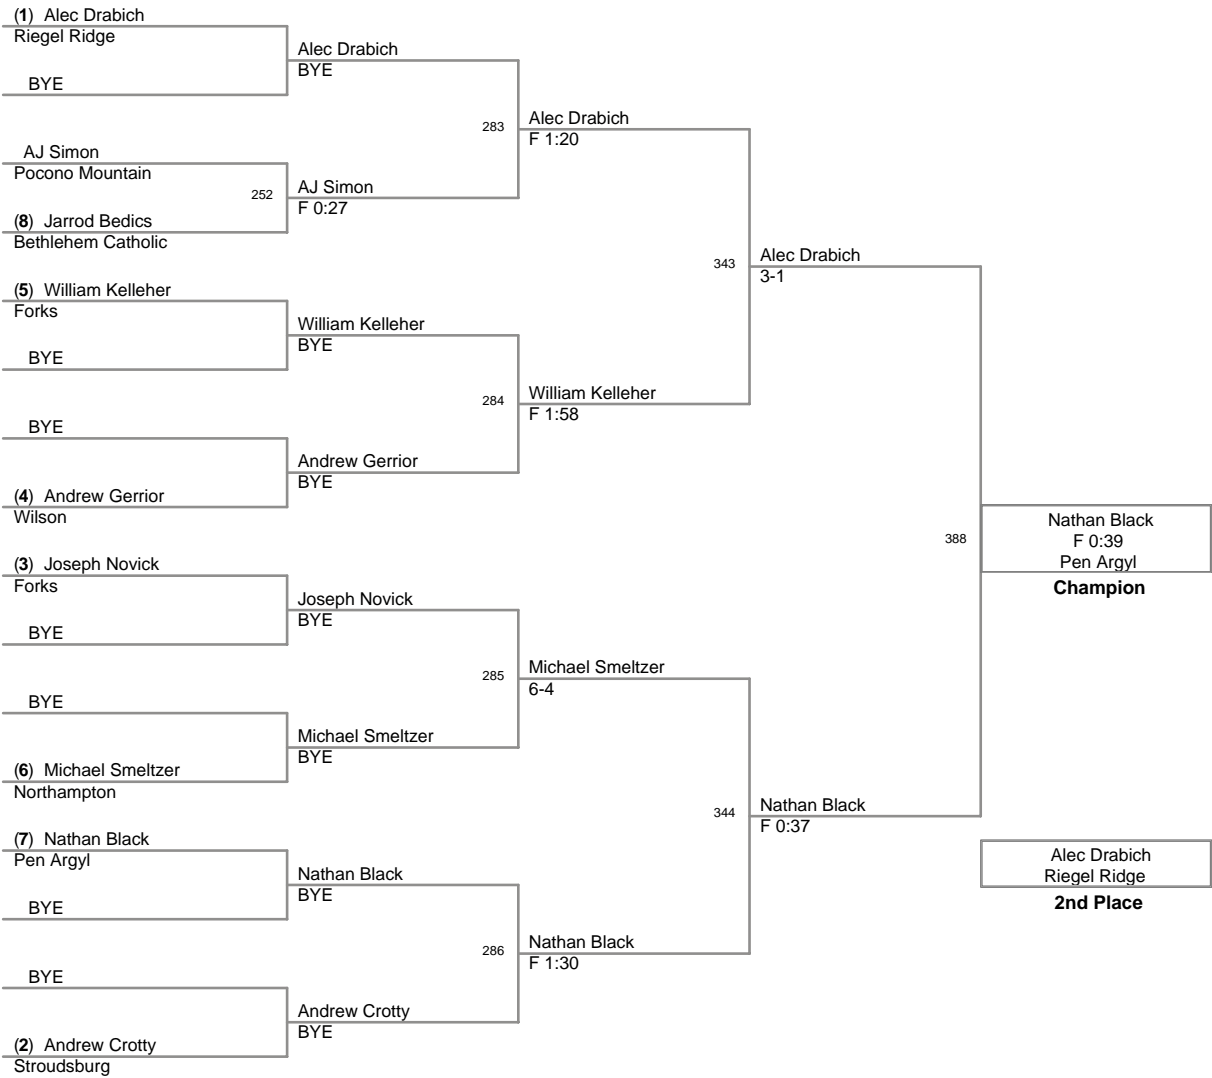 (1) Alec Drabich
Riegel Ridge
BYE
AJ Simon
Pocono Mountain
(8) Jarrod Bedics
Bethlehem Catholic
(5) William Kelleher
Forks
BYE
BYE
(4) Andrew Gerrior
Wilson
(3) Joseph Novick
Forks
BYE
BYE
(6) Michael Smeltzer
Northampton
(7) Nathan Black
Pen Argyl
BYE
BYE
(2) Andrew Crotty
Stroudsburg
Alec Drabich
BYE
252
AJ Simon
F 0:27
William Kelleher
BYE
Andrew Gerrior
BYE
Joseph Novick
BYE
Michael Smeltzer
BYE
Nathan Black
BYE
Andrew Crotty
BYE
283
Alec Drabich
F 1:20
284
William Kelleher
F 1:58
285
Michael Smeltzer
6-4
286
Nathan Black
F 1:30
343
Alec Drabich
3-1
344
Nathan Black
F 0:37
388
Nathan Black
F 0:39
Pen Argyl
Champion
Alec Drabich
Riegel Ridge
2nd Place